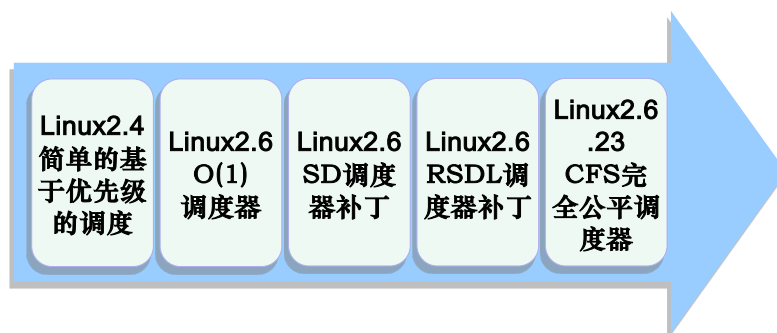 Linux2.4
简单的基
于优先级
的调度
Linux2.6
O(1)
调度器
Linux2.6
SD调度
器补丁
Linux2.6
RSDL调
度器补丁
Linux2.6
.23
CFS完
全公平调
度器